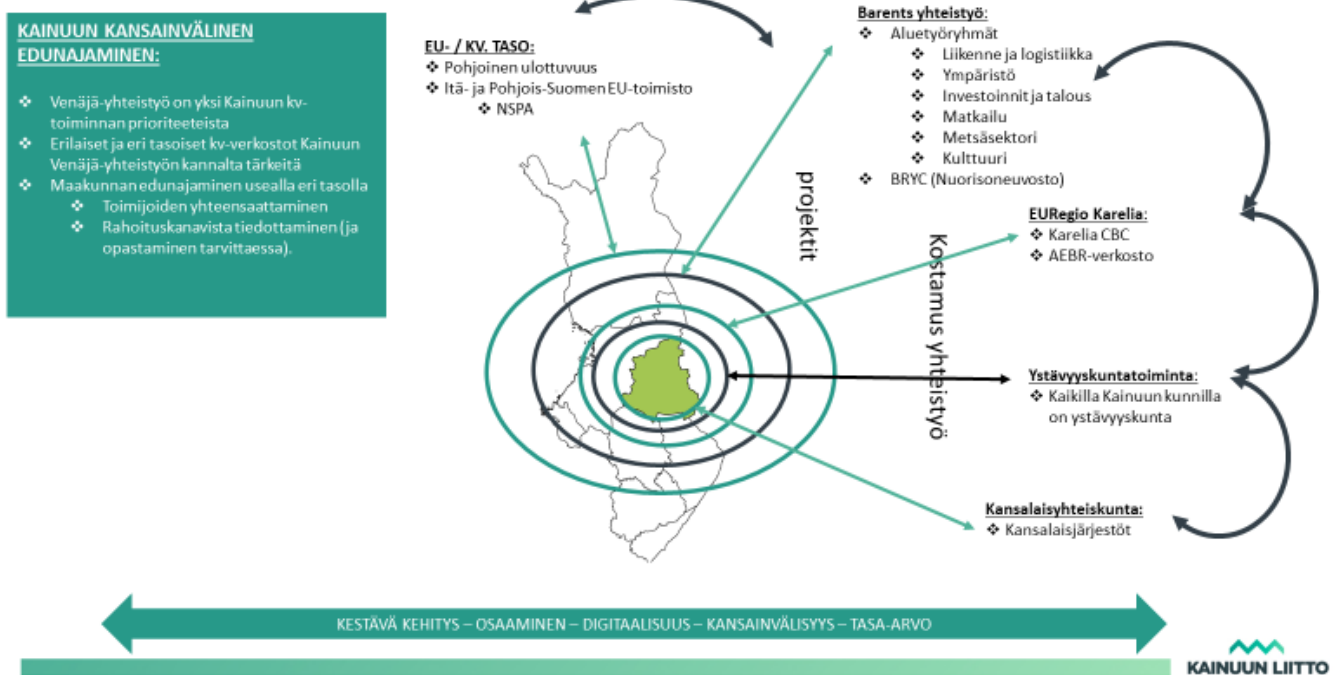 KAINUUN KANSAINVÄLINEN
EDUNAJAMINEN:
❖ Venäjä-yhteistyö on yksi Kainuun kv-
toiminnan prioriteeteista
❖ Erilaiset ja eri tasoiset kv-verkostot Kainuun
Venäjä-yhteistyön kannalta tärkeitä
❖ Maakunnan edunajaminen usealla eri tasolla
❖ Toimijoiden yhteensaattaminen
❖ Rahoituskanavista tiedottaminen (ja
opastaminen tarvittaessa).
EU- / KV. TASO:
❖ Pohjoinen ulottuvuus
❖ Itä- ja Pohjois-Suomen EU-toimisto
❖ NSPA
Barents yhteistyö:
❖ Aluetyöryhmät
❖ Liikenne ja logistiikka
❖ Ympäristö
❖ Investoinnit ja talous
❖ Matkailu
❖ Metsäsektori
❖ Kulttuuri
❖ BRYC (Nuorisoneuvosto)
projektit
Kostamus yhteistyö
EURegio Karelia:
❖ Karelia CBC
❖ AEBR-verkosto
Ystävyyskuntatoiminta:
❖ Kaikilla Kainuun kunnilla
on ystävyyskunta
Kansalaisyhteiskunta:
❖ Kansalaisjärjestöt
KESTÄVÄ KEHITYS – OSAAMINEN – DIGITAALISUUS – KANSAINVÄLISYYS – TASA-ARVO
KAINUUN LIITTO